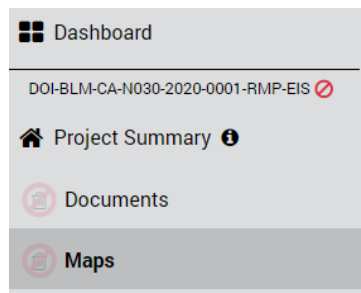 Dashboard
DOI-BLM-CA-N030-2020-0001-RMP-EIS
Project Summary
Documents
Maps